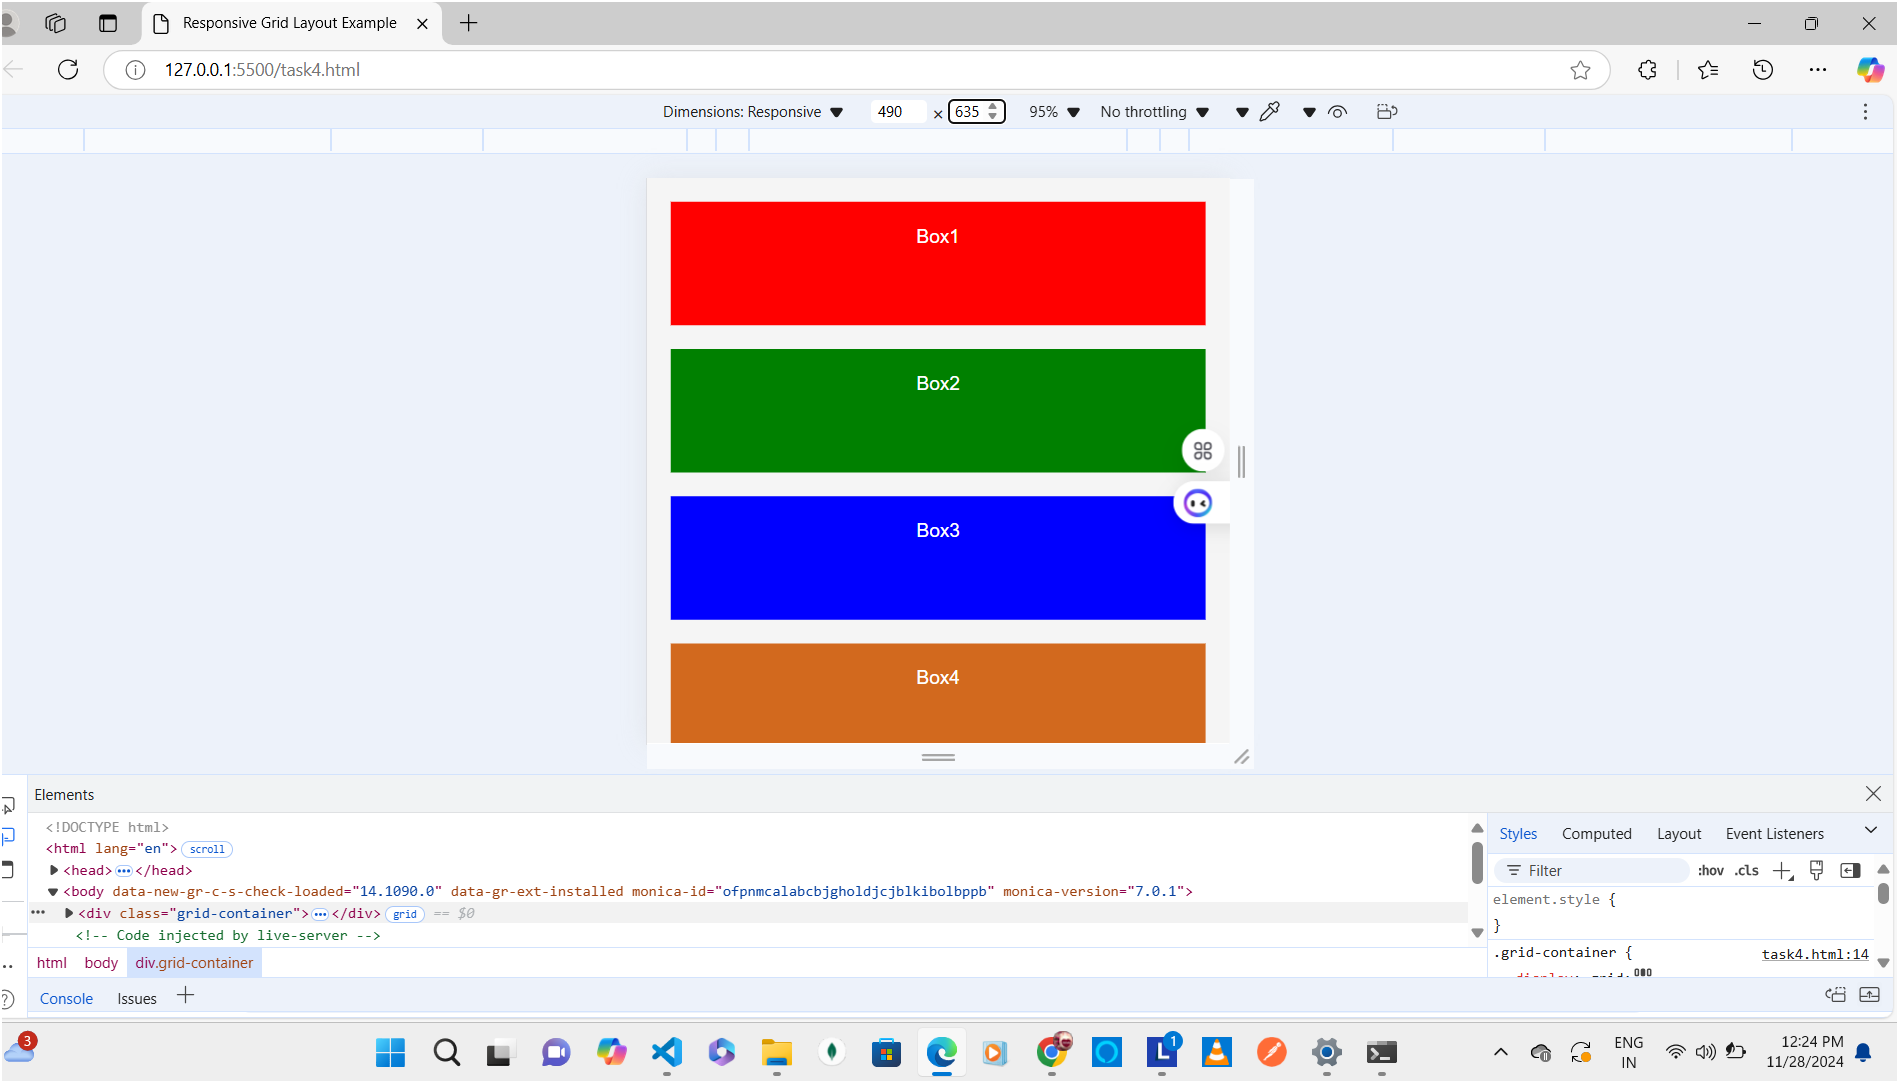 Responsive Grid Layout Example
127.0.0.1:5500/task4.html
Dimensions: Responsive 490 × 635 95% No throttling
Box1
Box2
Box3
Box4
Elements
<!DOCTYPE html>
<html lang="en"> scroll
<head> ••• </head>
<body data-new-gr-c-s-check-loaded="14.1090.0" data-gr-ext-installed monica-id="ofpnmcalabcbjgholdjcjblkibolbppb" monica-version="7.0.1">
••• <div class="grid-container"> ••• </div> grid == $0
<!-- Code injected by live-server -->
html body div.grid-container
Styles Computed Layout Event Listeners
Filter :hov .cls
element.style {
}
.grid-container { task4.html:14
display: grid;
Console Issues
3
1
ENG
IN
12:24 PM
11/28/2024